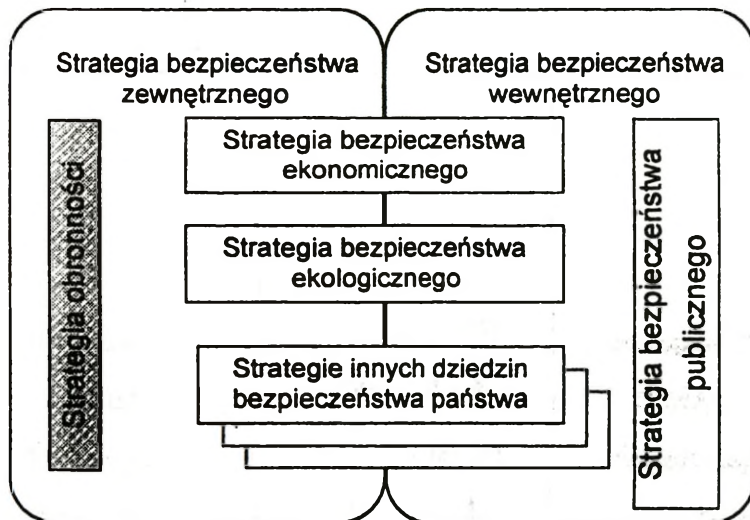 Strategia bezpieczeństwa
zewnętrznego
Strategia bezpieczeństwa
wewnętrznego
Strategia obronności
Strategia bezpieczeństwa
ekonomicznego
Strategia bezpieczeństwa
ekologicznego
Strategie innych dziedzin
bezpieczeństwa państwa
Strategia bezpieczeństwa
publicznego